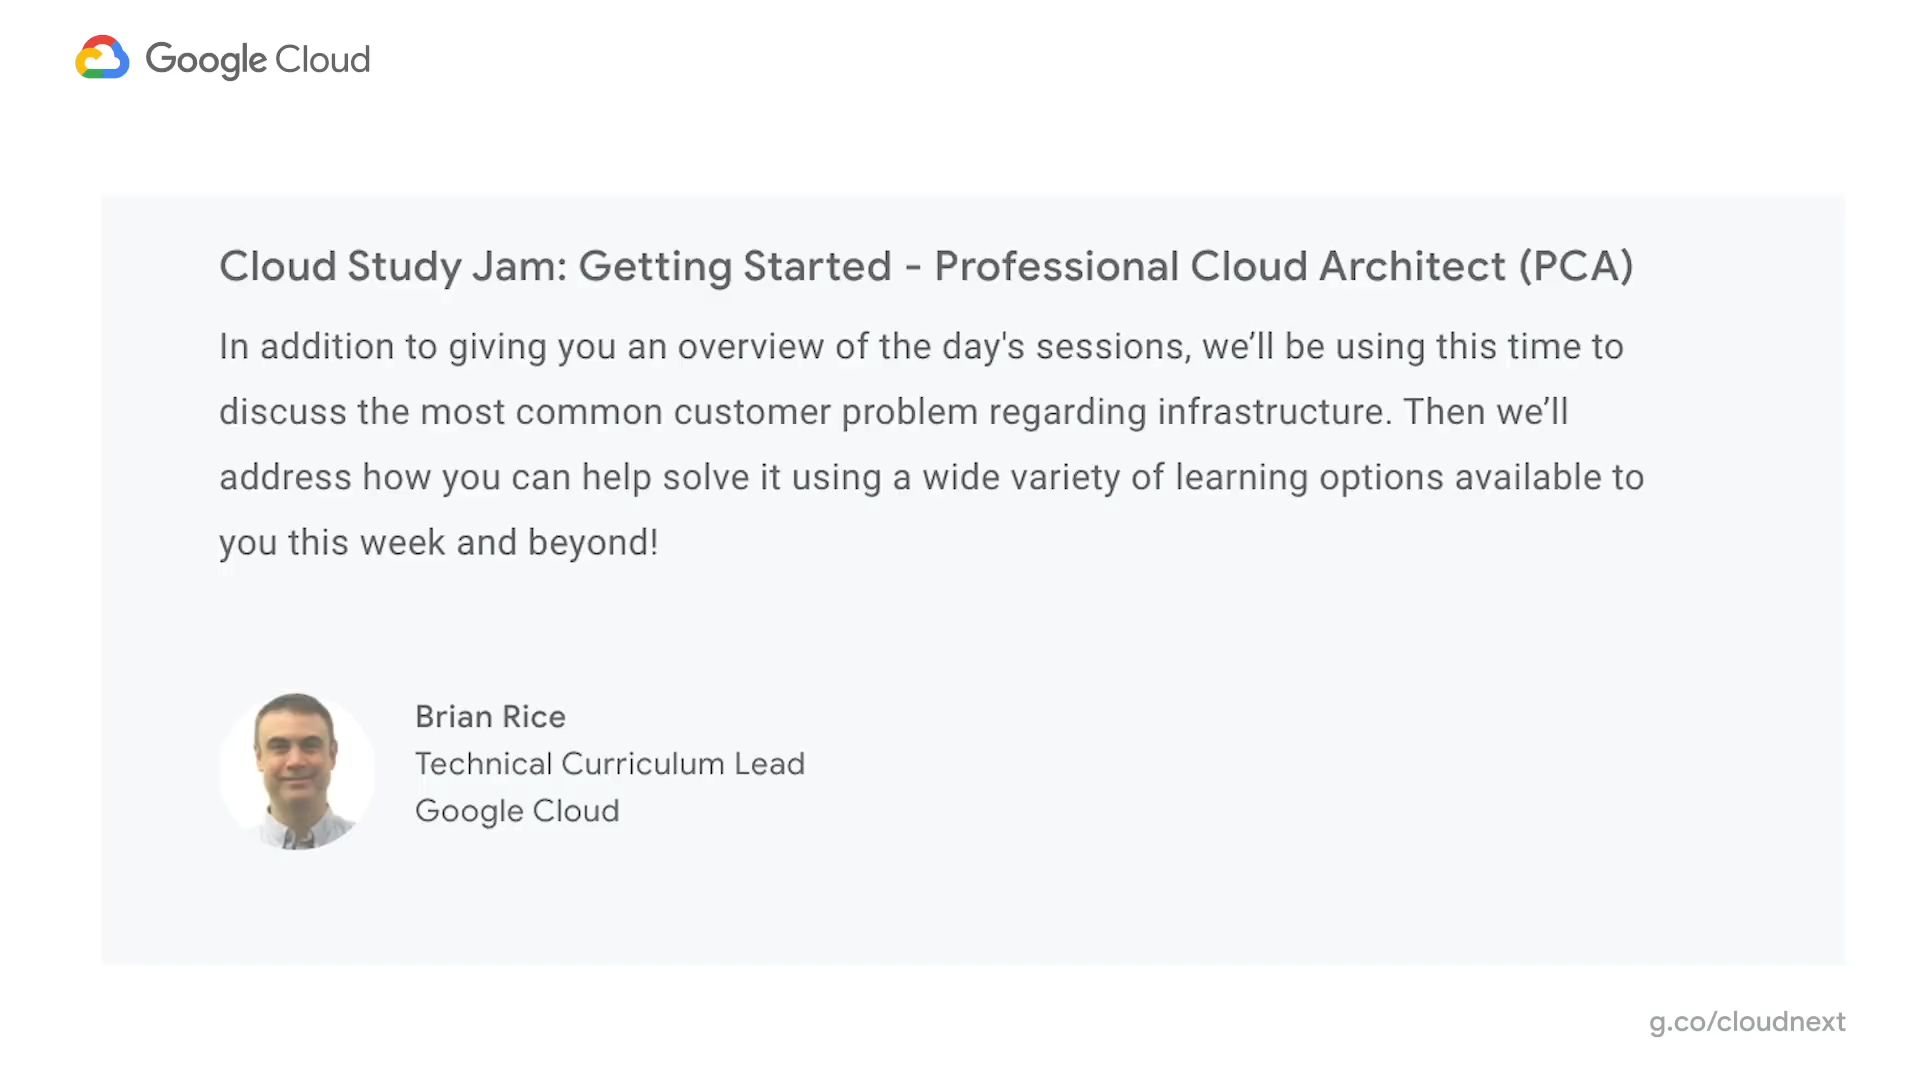 Google Cloud
Cloud Study Jam: Getting Started - Professional Cloud Architect (PCA)
In addition to giving you an overview of the day's sessions, we’ll be using this time to
discuss the most common customer problem regarding infrastructure. Then we’ll
address how you can help solve it using a wide variety of learning options available to
you this week and beyond!
Brian Rice
Technical Curriculum Lead
Google Cloud
g.co/cloudnext